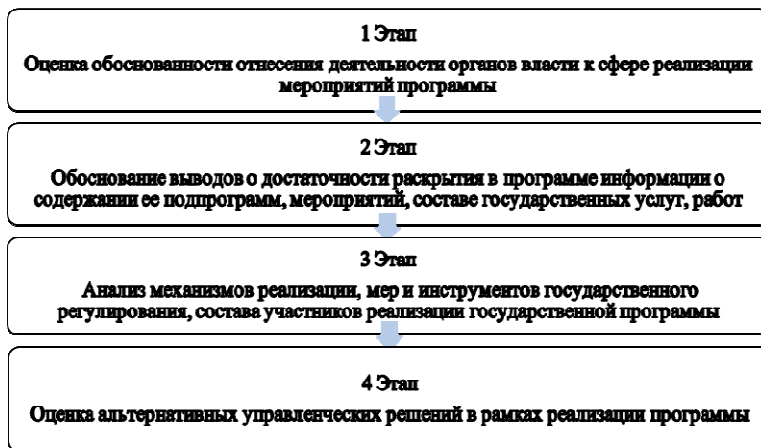 1 Этап
Оценка обоснованности отнесения деятельности органов власти к сфере реализации
мероприятий программы
2 Этап
Обоснование выводов о достаточности раскрытия в программе информации о
содержании ее подпрограмм, мероприятий, составе государственных услуг, работ
3 Этап
Анализ механизмов реализации, мер и инструментов государственного
регулирования, состава участников реализации государственной программы
4 Этап
Оценка альтернативных управленческих решений в рамках реализации программы